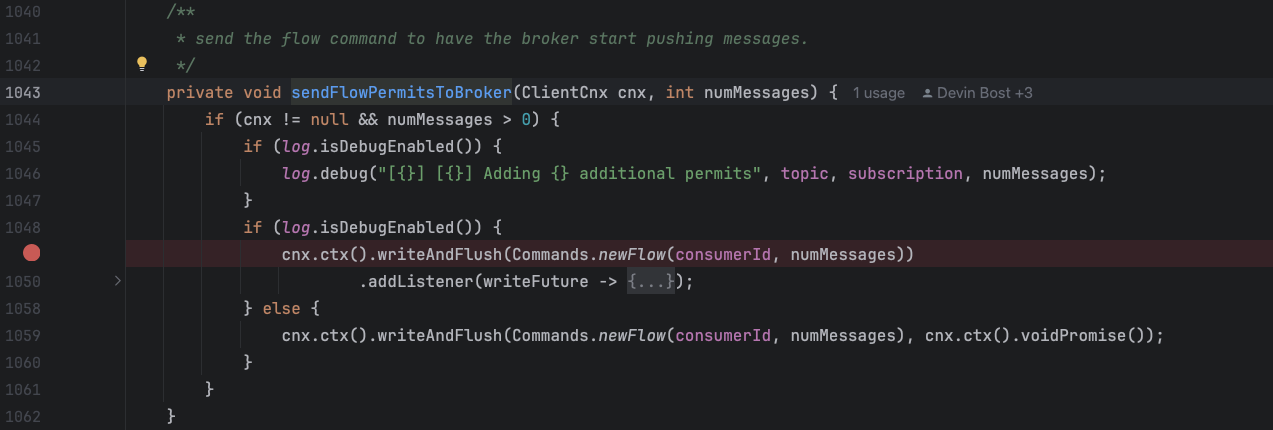 1040 /**
1041 * send the flow command to have the broker start pushing messages.
1042 */
1043 private void sendFlowPermitsToBroker(ClientCnx cnx, int numMessages) { 1 usage Devin Bost +3
1044 if (cnx != null && numMessages > 0) {
1045 if (log.isDebugEnabled()) {
1046 log.debug("[{}] [{}] Adding {} additional permits", topic, subscription, numMessages);
1047 }
1048 if (log.isDebugEnabled()) {
cnx.ctx().writeAndFlush(Commands.newFlow(consumerId, numMessages))
1050 .addListener(writeFuture -> {...});
1058 } else {
1059 cnx.ctx().writeAndFlush(Commands.newFlow(consumerId, numMessages), cnx.ctx().voidPromise());
1060 }
1061 }
1062 }